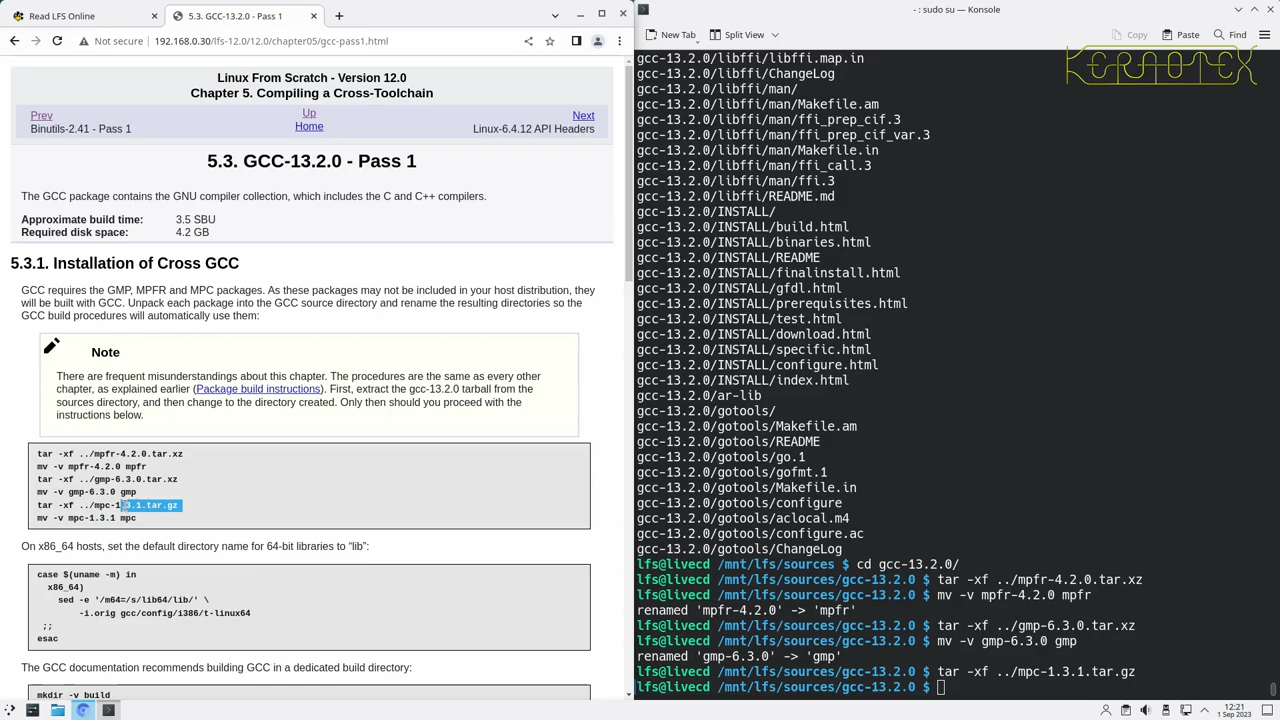 Read LFS Online
5.3. GCC-13.2.0 - Pass 1
Not secure
192.168.0.30/lfs-12.0/12.0/chapter05/gcc-pass1.html
Linux From Scratch - Version 12.0
Chapter 5. Compiling a Cross-Toolchain
Prev
Up
Next
Binutils-2.41 - Pass 1
Home
Linux-6.4.12 API Headers
5.3. GCC-13.2.0 - Pass 1
The GCC package contains the GNU compiler collection, which includes the C and C++ compilers.
Approximate build time: 3.5 SBU
Required disk space: 4.2 GB
5.3.1. Installation of Cross GCC
GCC requires the GMP, MPFR and MPC packages. As these packages may not be included in your host distribution, they
will be built with GCC. Unpack each package into the GCC source directory and rename the resulting directories so the
GCC build procedures will automatically use them:
Note
There are frequent misunderstandings about this chapter. The procedures are the same as every other
chapter, as explained earlier (Package build instructions). First, extract the gcc-13.2.0 tarball from the
sources directory, and then change to the directory created. Only then should you proceed with the
instructions below.
tar -xf ../mpfr-4.2.0.tar.xz
mv -v mpfr-4.2.0 mpfr
tar -xf ../gmp-6.3.0.tar.xz
mv -v gmp-6.3.0 gmp
tar -xf ../mpc-1.3.1.tar.gz
mv -v mpc-1.3.1 mpc
On x86_64 hosts, set the default directory name for 64-bit libraries to “lib”:
case $(uname -m) in
x86_64)
sed -e '/m64=/s/lib64/lib/' \
-i.orig gcc/config/i386/t-linux64
;;
esac
The GCC documentation recommends building GCC in a dedicated build directory:
mkdir -v build
- : sudo su — Konsole
New Tab
Split View
Copy
Paste
Find
KERNOTEX
gcc-13.2.0/libffi/libffi.map.in
gcc-13.2.0/libffi/ChangeLog
gcc-13.2.0/libffi/man/
gcc-13.2.0/libffi/man/Makefile.am
gcc-13.2.0/libffi/man/ffi_prep_cif.3
gcc-13.2.0/libffi/man/ffi_prep_cif_var.3
gcc-13.2.0/libffi/man/Makefile.in
gcc-13.2.0/libffi/man/ffi_call.3
gcc-13.2.0/libffi/man/ffi.3
gcc-13.2.0/libffi/README.md
gcc-13.2.0/INSTALL/
gcc-13.2.0/INSTALL/build.html
gcc-13.2.0/INSTALL/binaries.html
gcc-13.2.0/INSTALL/README
gcc-13.2.0/INSTALL/finalinstall.html
gcc-13.2.0/INSTALL/gfdl.html
gcc-13.2.0/INSTALL/prerequisites.html
gcc-13.2.0/INSTALL/test.html
gcc-13.2.0/INSTALL/download.html
gcc-13.2.0/INSTALL/specific.html
gcc-13.2.0/INSTALL/configure.html
gcc-13.2.0/INSTALL/index.html
gcc-13.2.0/ar-lib
gcc-13.2.0/gotools/
gcc-13.2.0/gotools/Makefile.am
gcc-13.2.0/gotools/README
gcc-13.2.0/gotools/go.1
gcc-13.2.0/gotools/gofmt.1
gcc-13.2.0/gotools/Makefile.in
gcc-13.2.0/gotools/configure
gcc-13.2.0/gotools/aclocal.m4
gcc-13.2.0/gotools/configure.ac
gcc-13.2.0/gotools/ChangeLog
lfs@livecd /mnt/lfs/sources $ cd gcc-13.2.0/
lfs@livecd /mnt/lfs/sources/gcc-13.2.0 $ tar -xf ../mpfr-4.2.0.tar.xz
lfs@livecd /mnt/lfs/sources/gcc-13.2.0 $ mv -v mpfr-4.2.0 mpfr
renamed 'mpfr-4.2.0' -> 'mpfr'
lfs@livecd /mnt/lfs/sources/gcc-13.2.0 $ tar -xf ../gmp-6.3.0.tar.xz
lfs@livecd /mnt/lfs/sources/gcc-13.2.0 $ mv -v gmp-6.3.0 gmp
renamed 'gmp-6.3.0' -> 'gmp'
lfs@livecd /mnt/lfs/sources/gcc-13.2.0 $ tar -xf ../mpc-1.3.1.tar.gz
lfs@livecd /mnt/lfs/sources/gcc-13.2.0 $
12:21
1 Sep 2023